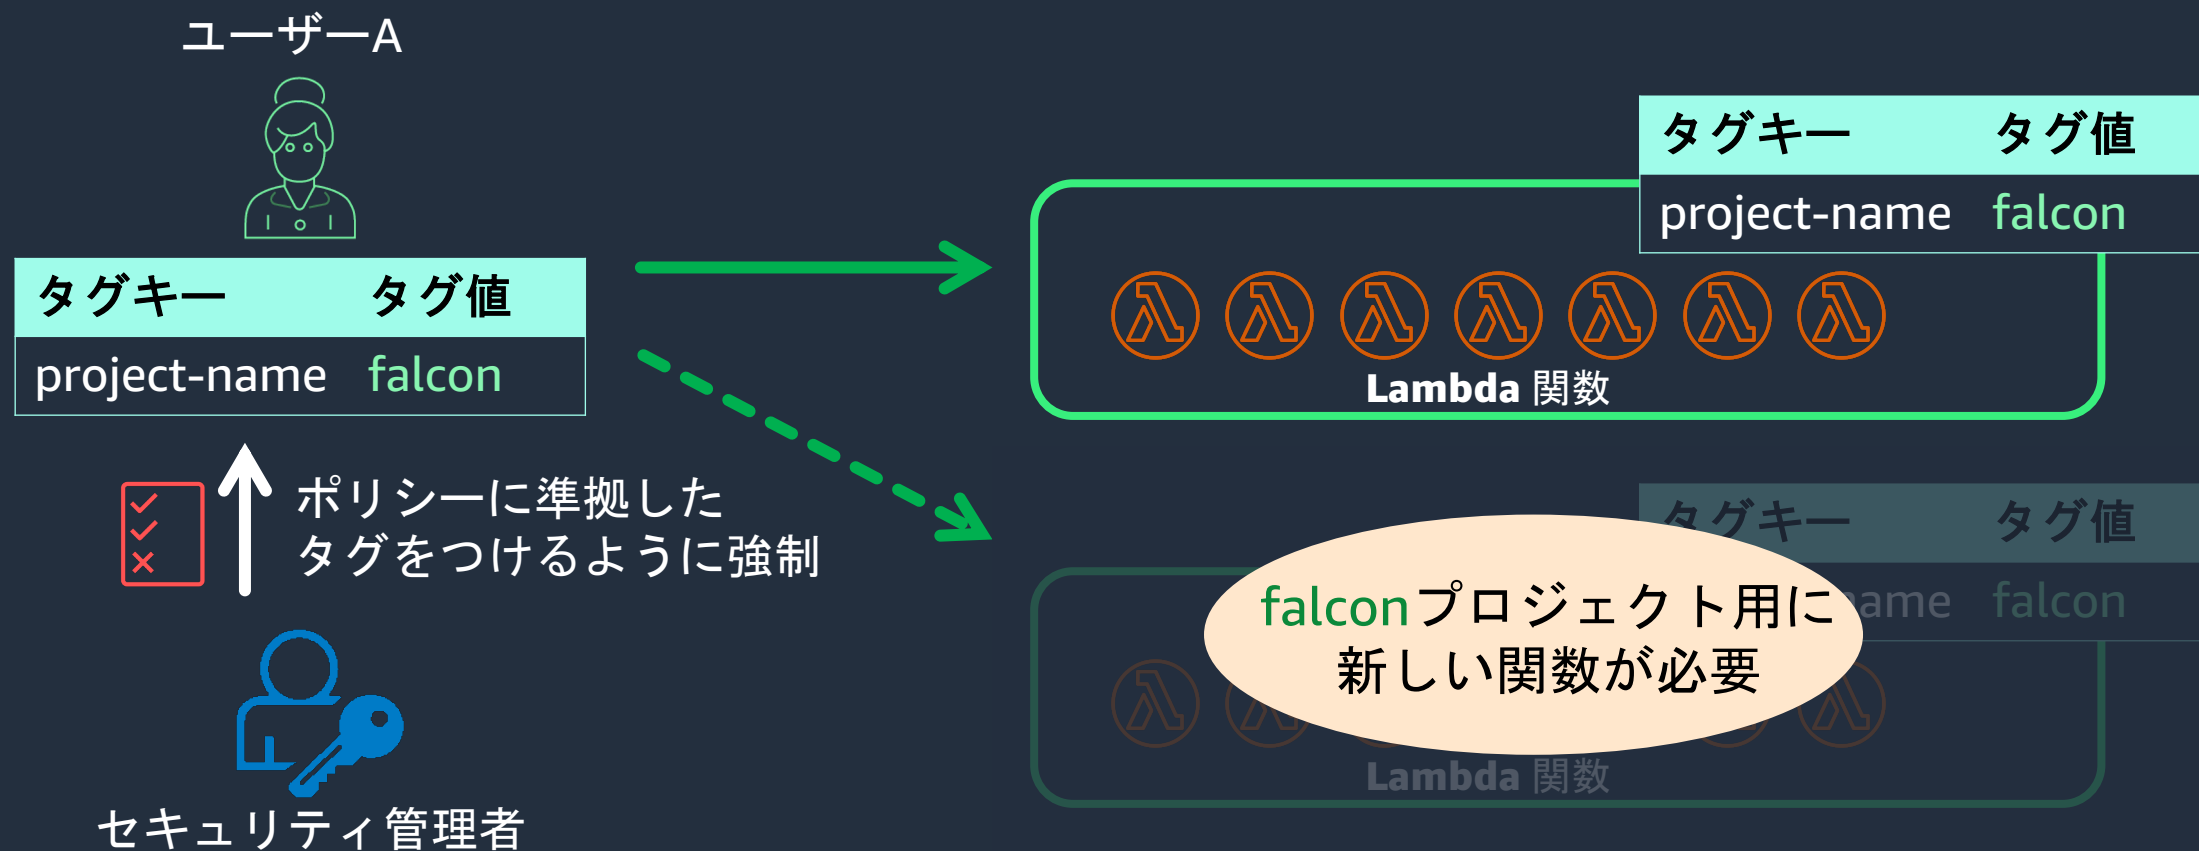 ユーザーA
タグキー タグ値
project-name falcon
ポリシーに準拠した
タグをつけるように強制
セキュリティ管理者
タグキー タグ値
project-name falcon
Lambda 関数
タグキー タグ値
name falcon
falconプロジェクト用に
新しい関数が必要
Lambda 関数